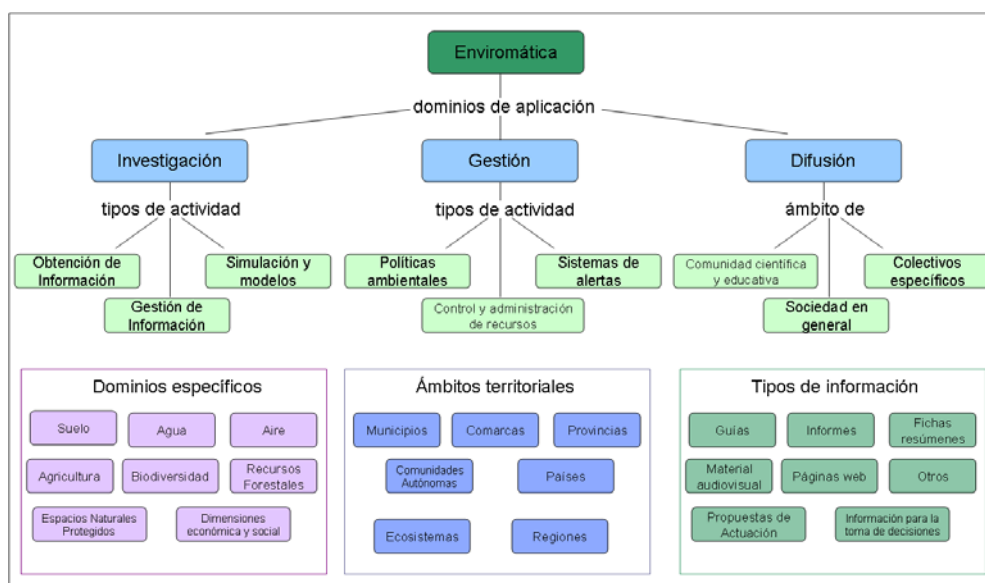 Enviromática
dominios de aplicación
Investigación
Gestión
Difusión
tipos de actividad
tipos de actividad
ámbito de
Obtención de
Información
Simulación y
modelos
Gestión de
Información
Políticas
ambientales
Sistemas de
alertas
Control y administración
de recursos
Comunidad científica
y educativa
Colectivos
específicos
Sociedad en
general
Dominios específicos
Suelo
Agua
Aire
Agricultura
Biodiversidad
Recursos
Forestales
Espacios Naturales
Protegidos
Dimensiones
económica y social
Ámbitos territoriales
Municipios
Comarcas
Provincias
Comunidades
Autónomas
Países
Ecosistemas
Regiones
Tipos de información
Guías
Informes
Fichas
resúmenes
Material
audiovisual
Páginas web
Otros
Propuestas de
Actuación
Información para la
toma de decisiones